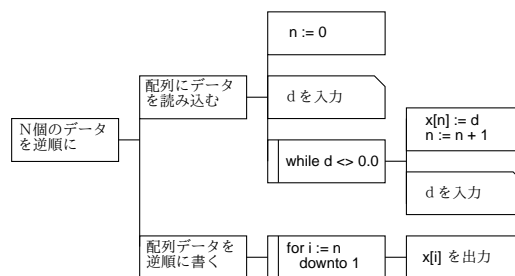 n := 0
配列にデータ
を読み込む
dを入力
N個のデータ
を逆順に
while d <> 0.0
x[n] := d
n := n + 1
dを入力
配列データを
逆順に書く
for i := n
downto 1
x[i] を出力